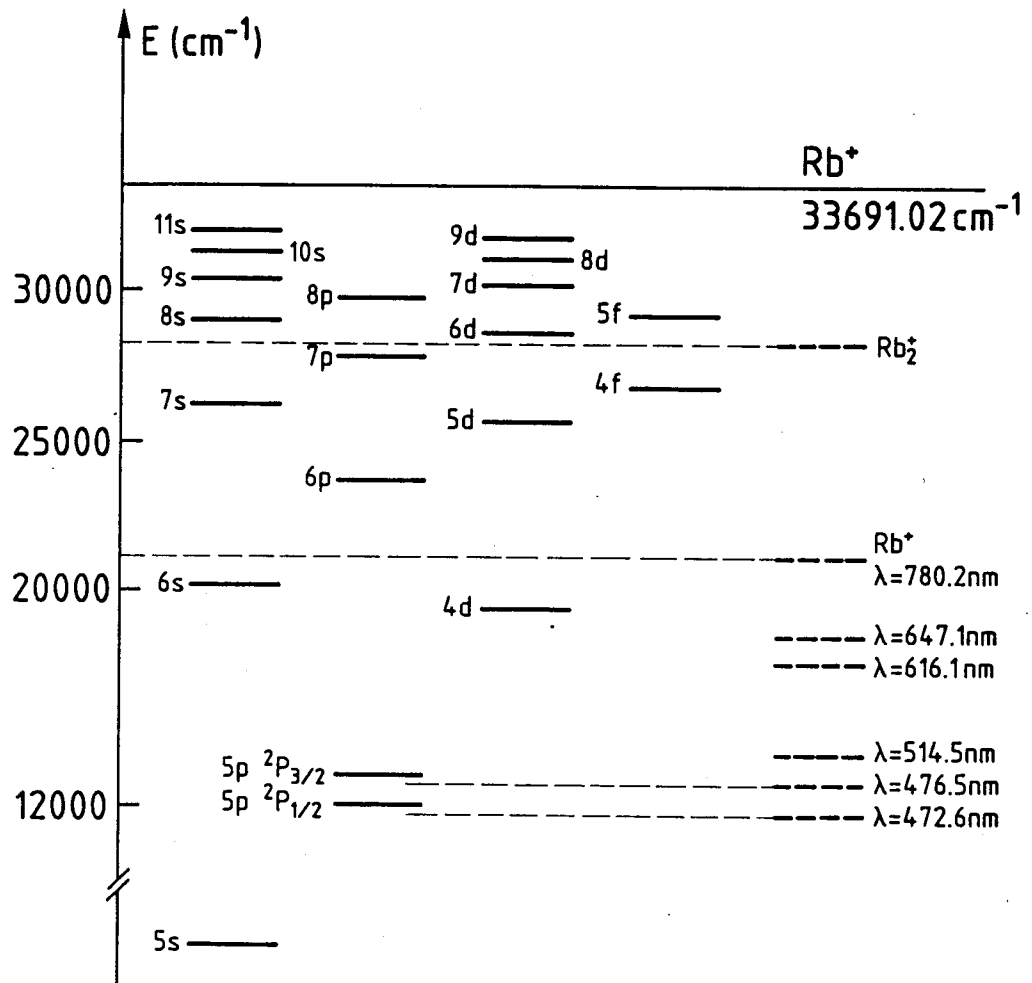 E (cm⁻¹)
Rb⁺
33691.02 cm⁻¹
11s
9d
10s
8d
9s
7d
30000
8p
8s
5f
6d
Rb₂⁺
7p
4f
7s
5d
25000
6p
Rb⁺
6s
λ=780.2nm
20000
4d
λ=647.1nm
λ=616.1nm
λ=514.5nm
5p ²P3/2
λ=476.5nm
12000
5p ²P1/2
λ=472.6nm
5s